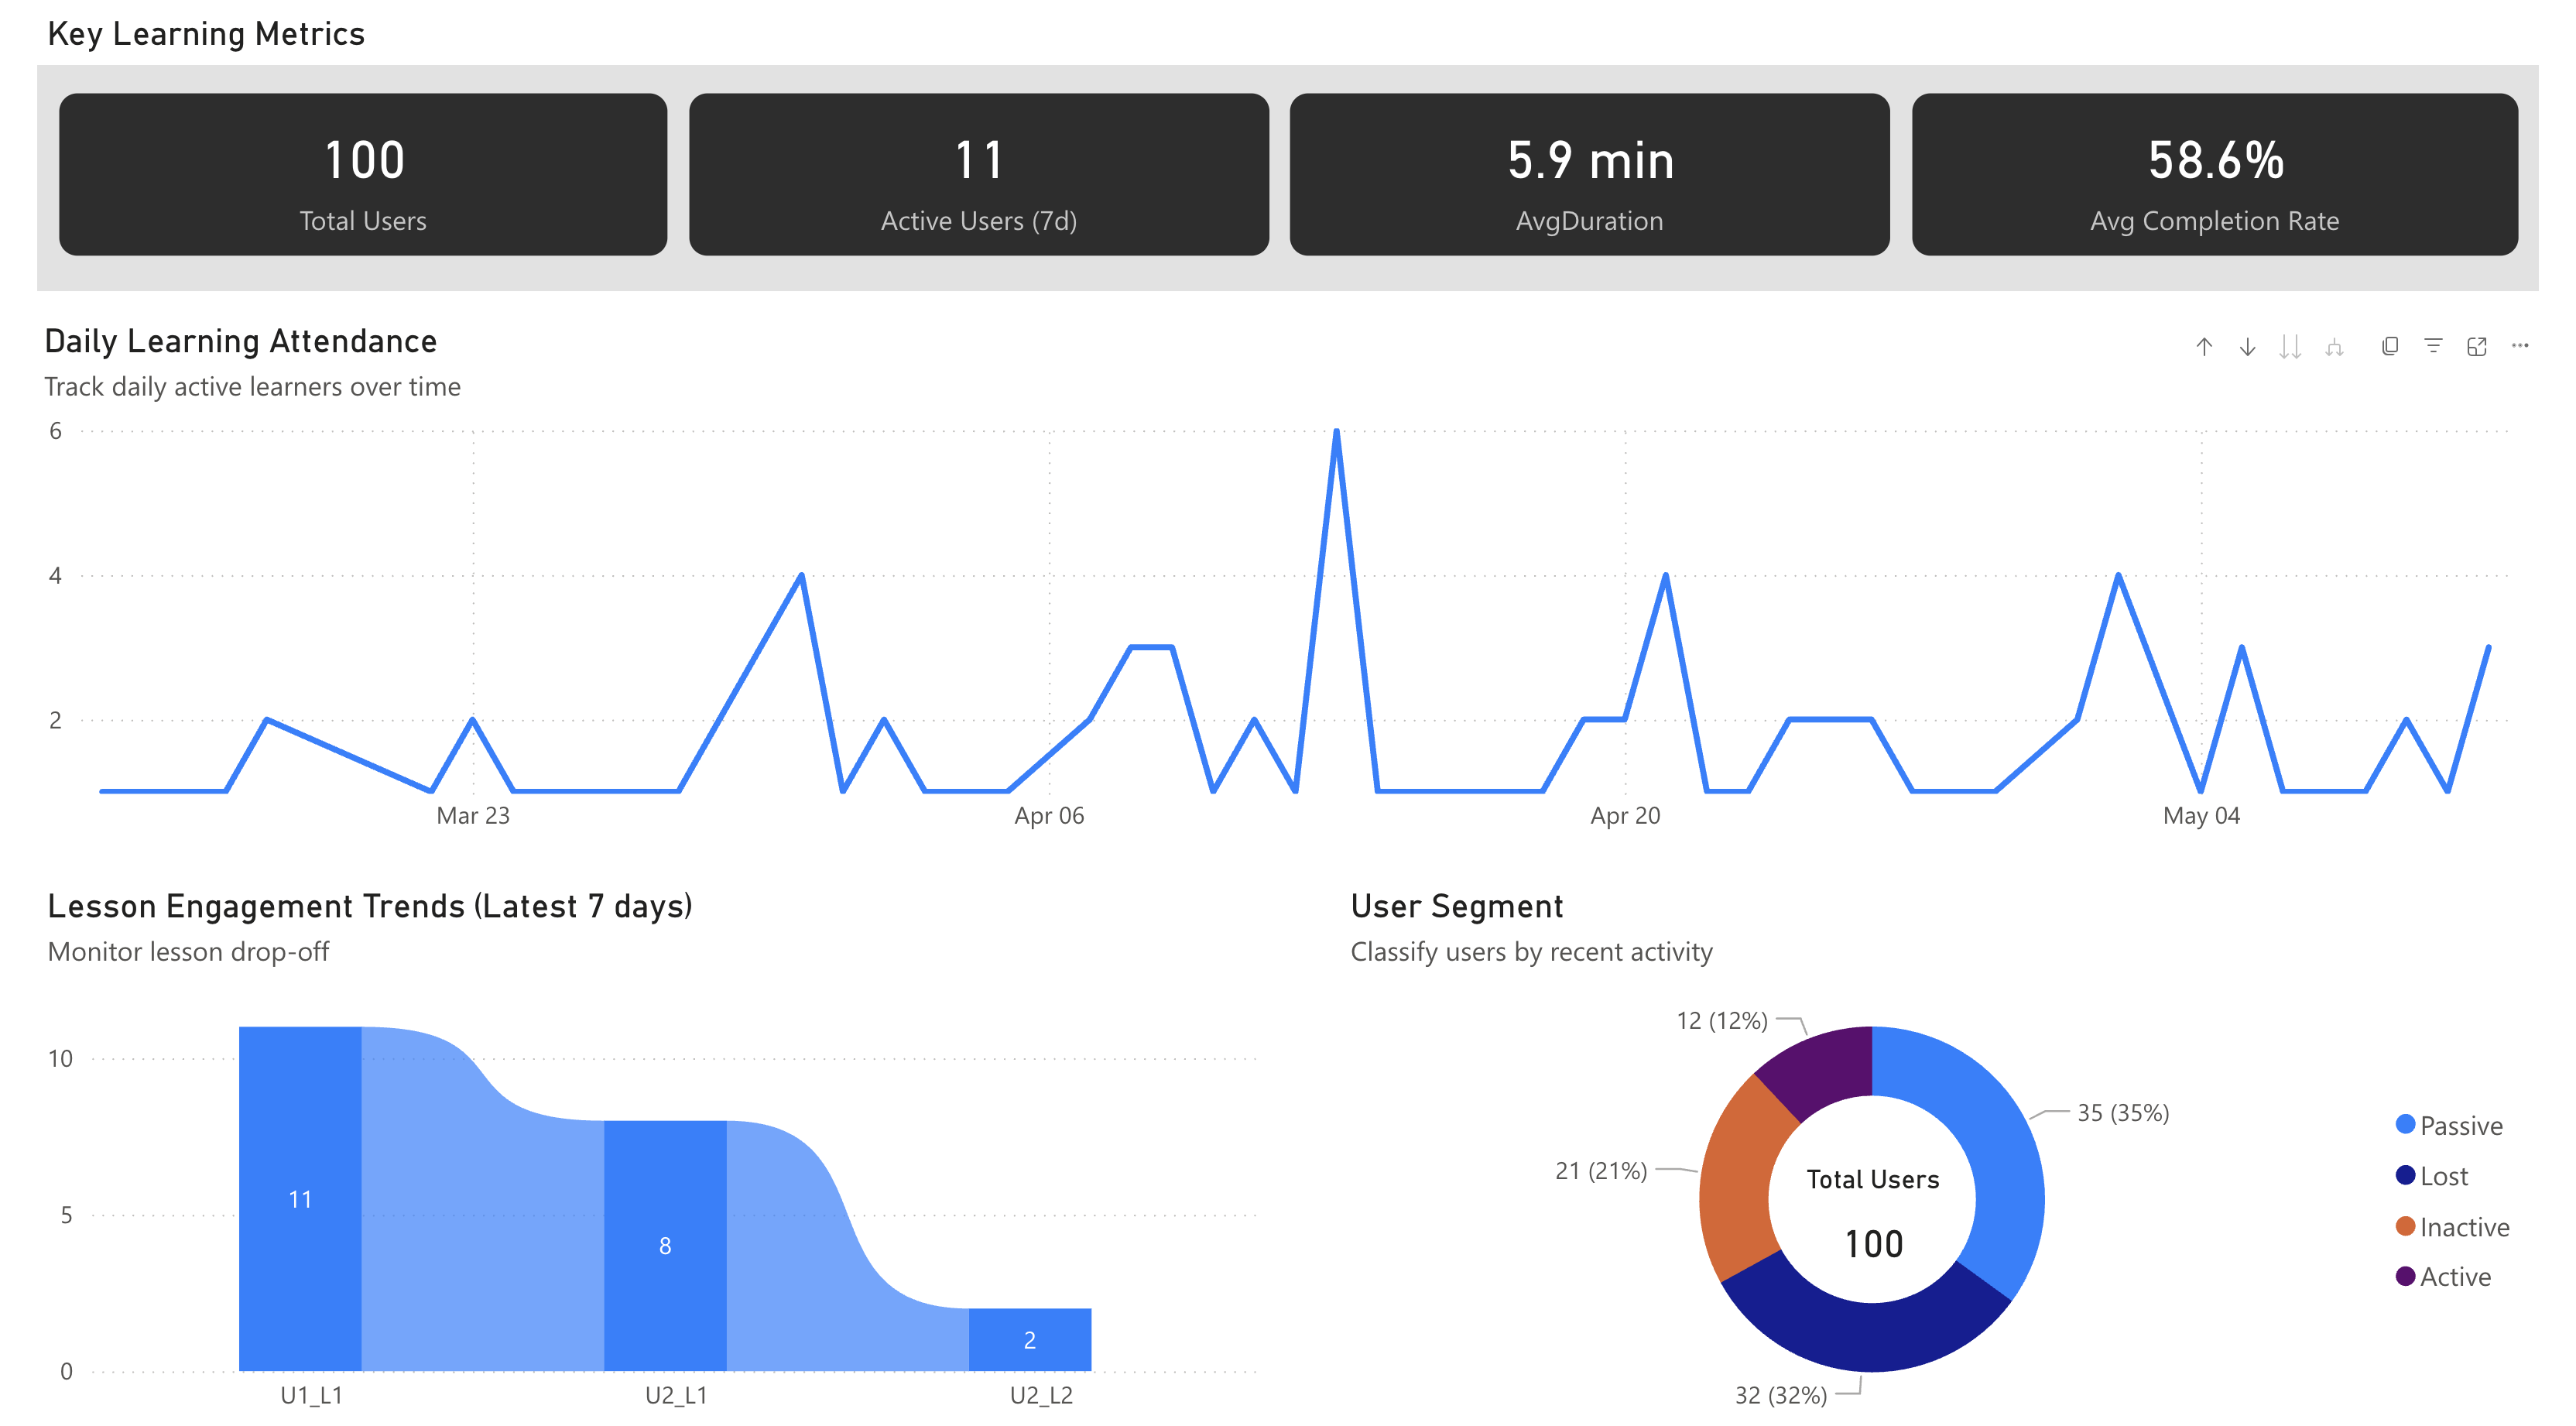 Key Learning Metrics
100
Total Users
11
Active Users (7d)
5.9 min
AvgDuration
58.6%
Avg Completion Rate
Daily Learning Attendance
Track daily active learners over time
6
4
2
Mar 23
Apr 06
Apr 20
May 04
Lesson Engagement Trends (Latest 7 days)
Monitor lesson drop-off
10
5
0
11
8
2
U1_L1
U2_L1
U2_L2
User Segment
Classify users by recent activity
12 (12%)
35 (35%)
21 (21%)
32 (32%)
Total Users
100
Passive
Lost
Inactive
Active